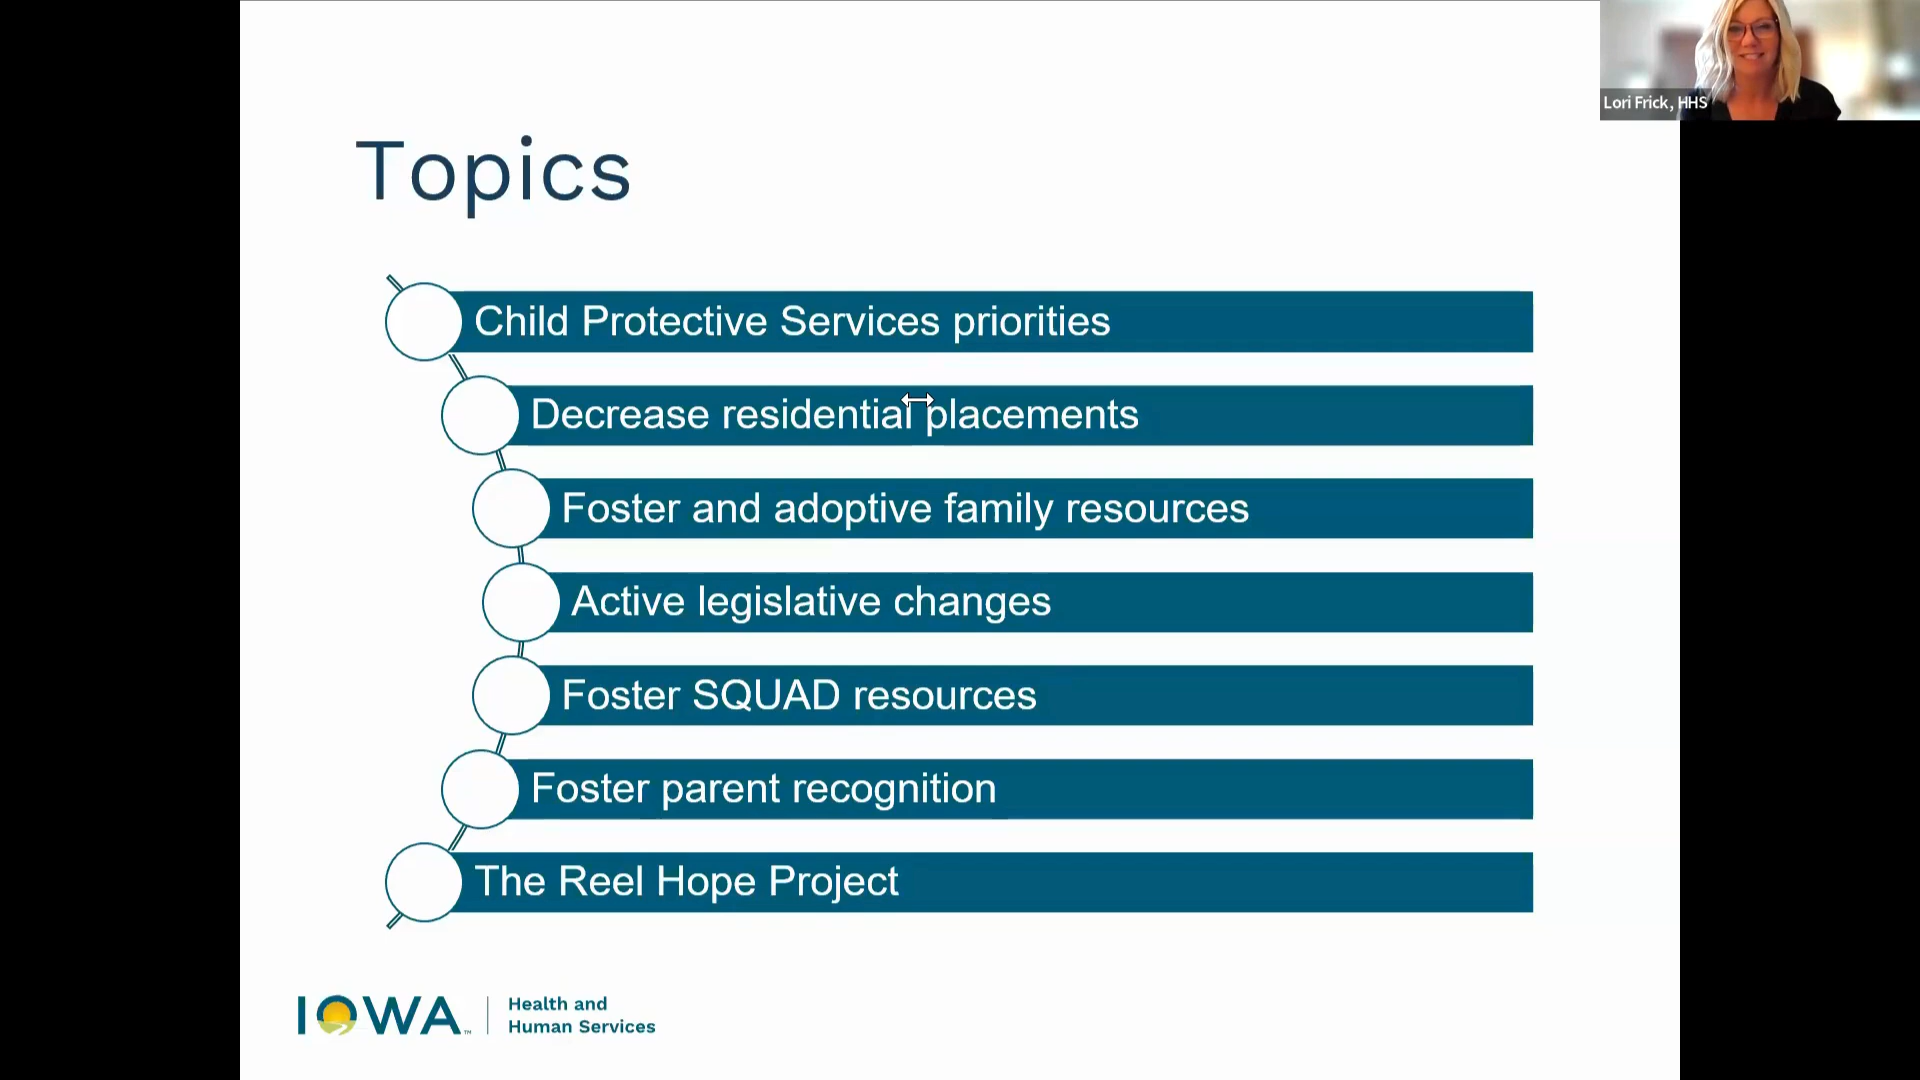 Lori Frick, HHS
Topics
Child Protective Services priorities
Decrease residential placements
Foster and adoptive family resources
Active legislative changes
Foster SQUAD resources
Foster parent recognition
The Reel Hope Project
IOWA™
Health and
Human Services